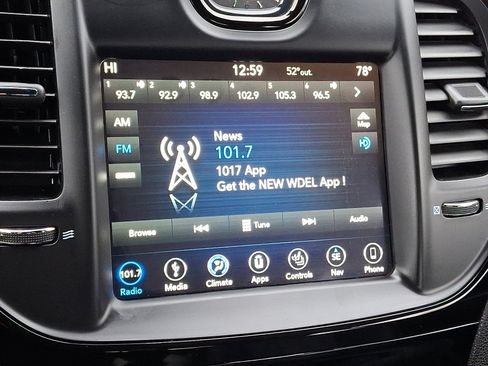 HI 12:59 52°out. 78°
1 2 3 4 5 6
93.7 92.9 98.9 102.9 105.3 96.5
AM
Map
News
FM 101.7 HD
1017 App
Get the NEW WDEL App !
Browse Tune Audio
101.7 SE
Radio Media Climate Apps Controls Nav Phone